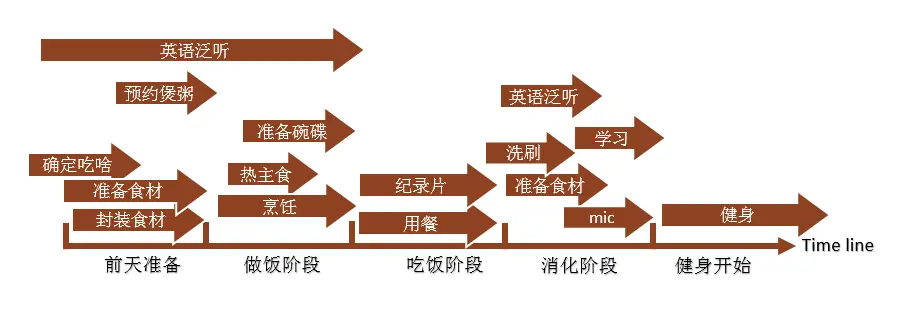 英语泛听
预约煲粥
英语泛听
准备碗碟
学习
洗刷
确定吃啥
热主食
准备食材
纪录片
准备食材
封装食材
烹饪
用餐
mic
健身
Time line
前天准备
做饭阶段
吃饭阶段
消化阶段
健身开始